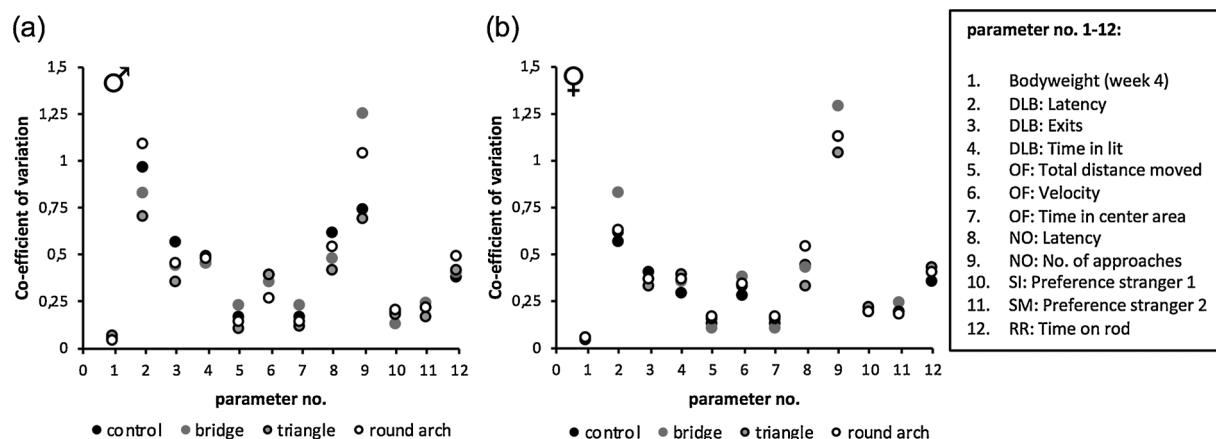 (a)
♂
1,5
1,25
1
0,75
0,5
0,25
0
Co-efficient of variation
0 1 2 3 4 5 6 7 8 9 10 11 12
parameter no.
control bridge triangle round arch
(b)
♀
1,5
1,25
1
0,75
0,5
0,25
0
Co-efficient of variation
0 1 2 3 4 5 6 7 8 9 10 11 12
parameter no.
control bridge triangle round arch
parameter no. 1-12:
1. Bodyweight (week 4)
2. DLB: Latency
3. DLB: Exits
4. DLB: Time in lit
5. OF: Total distance moved
6. OF: Velocity
7. OF: Time in center area
8. NO: Latency
9. NO: No. of approaches
10. SI: Preference stranger 1
11. SM: Preference stranger 2
12. RR: Time on rod